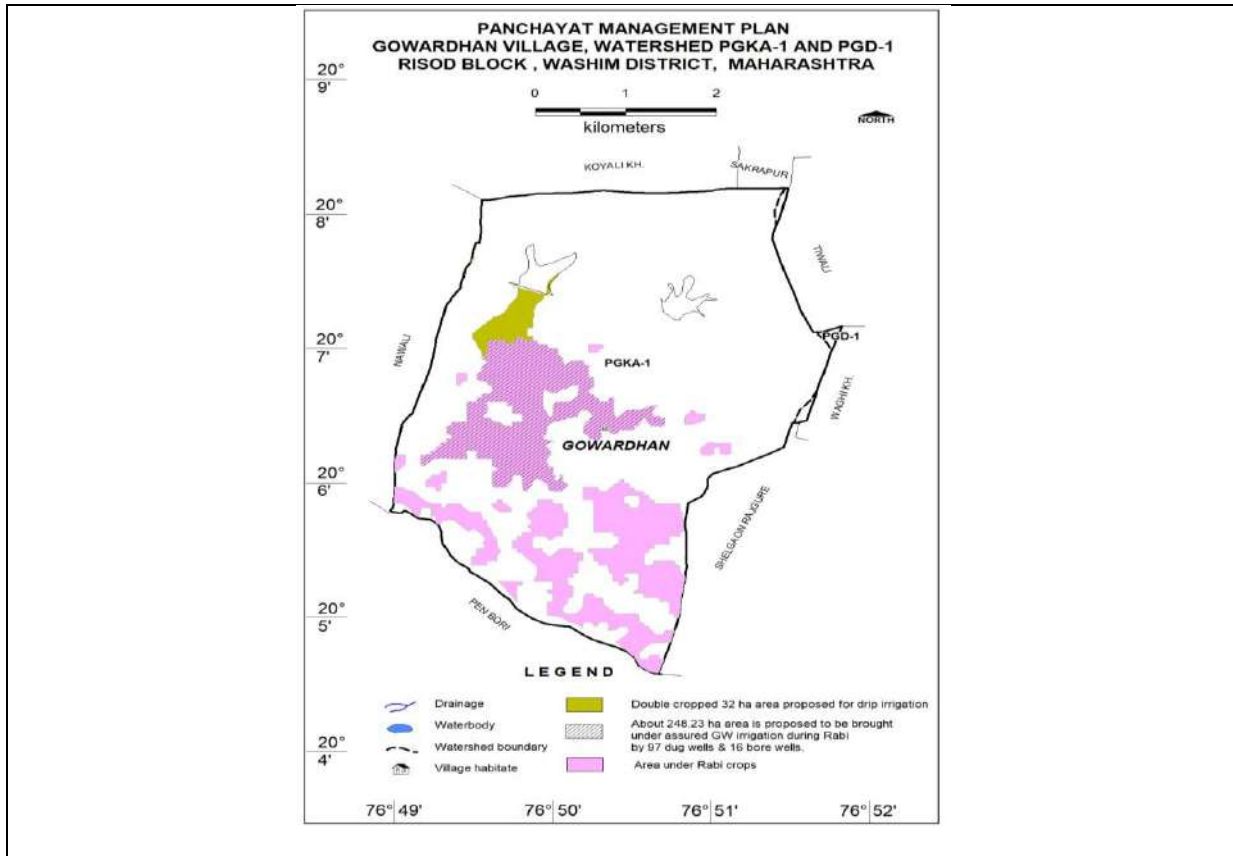 PANCHAYAT MANAGEMENT PLAN
GOWARDHAN VILLAGE, WATERSHED PGKA-1 AND PGD-1
RISOD BLOCK , WASHIM DISTRICT, MAHARASHTRA
20°
9'
0 1 2
kilometers
NORTH
KOYALI KH.
SAKRAPUR
20°
8'
TIWALI
20°
7'
NAWALI
PGD-1
PGKA-1
WAGHI KH.
GOWARDHAN
20°
6'
SHELGAON RAJGURE
20°
5'
PEN BORI
LEGEND
Drainage
Waterbody
Watershed boundary
Village habitate
Double cropped 32 ha area proposed for drip irrigation
About 248.23 ha area is proposed to be brought
under assured GW irrigation during Rabi
by 97 dug wells & 16 bore wells.
Area under Rabi crops
20°
4'
76° 49' 76° 50' 76° 51' 76° 52'